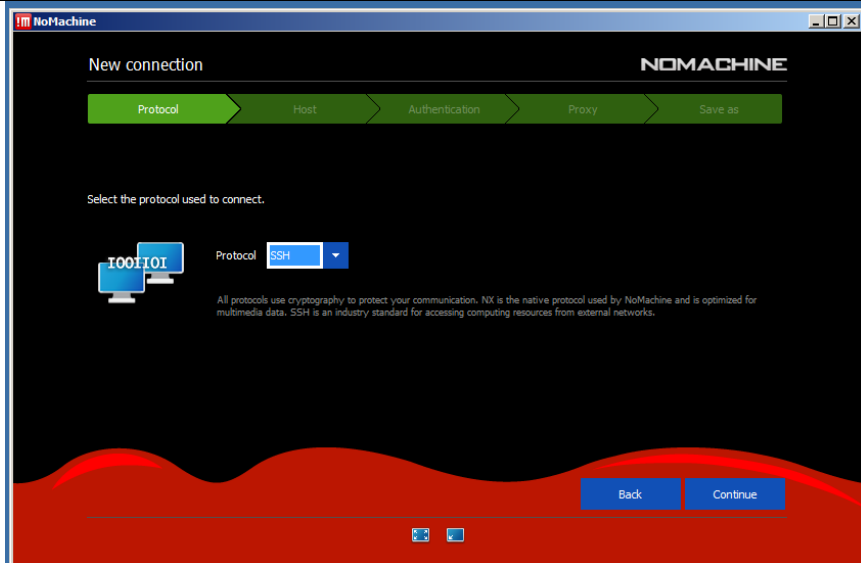 !m NoMachine
New connection
NOMACHINE
Protocol
Host
Authentication
Proxy
Save as
Select the protocol used to connect.
IOOIIOI
Protocol
SSH
All protocols use cryptography to protect your communication. NX is the native protocol used by NoMachine and is optimized for
multimedia data. SSH is an industry standard for accessing computing resources from external networks.
Back
Continue